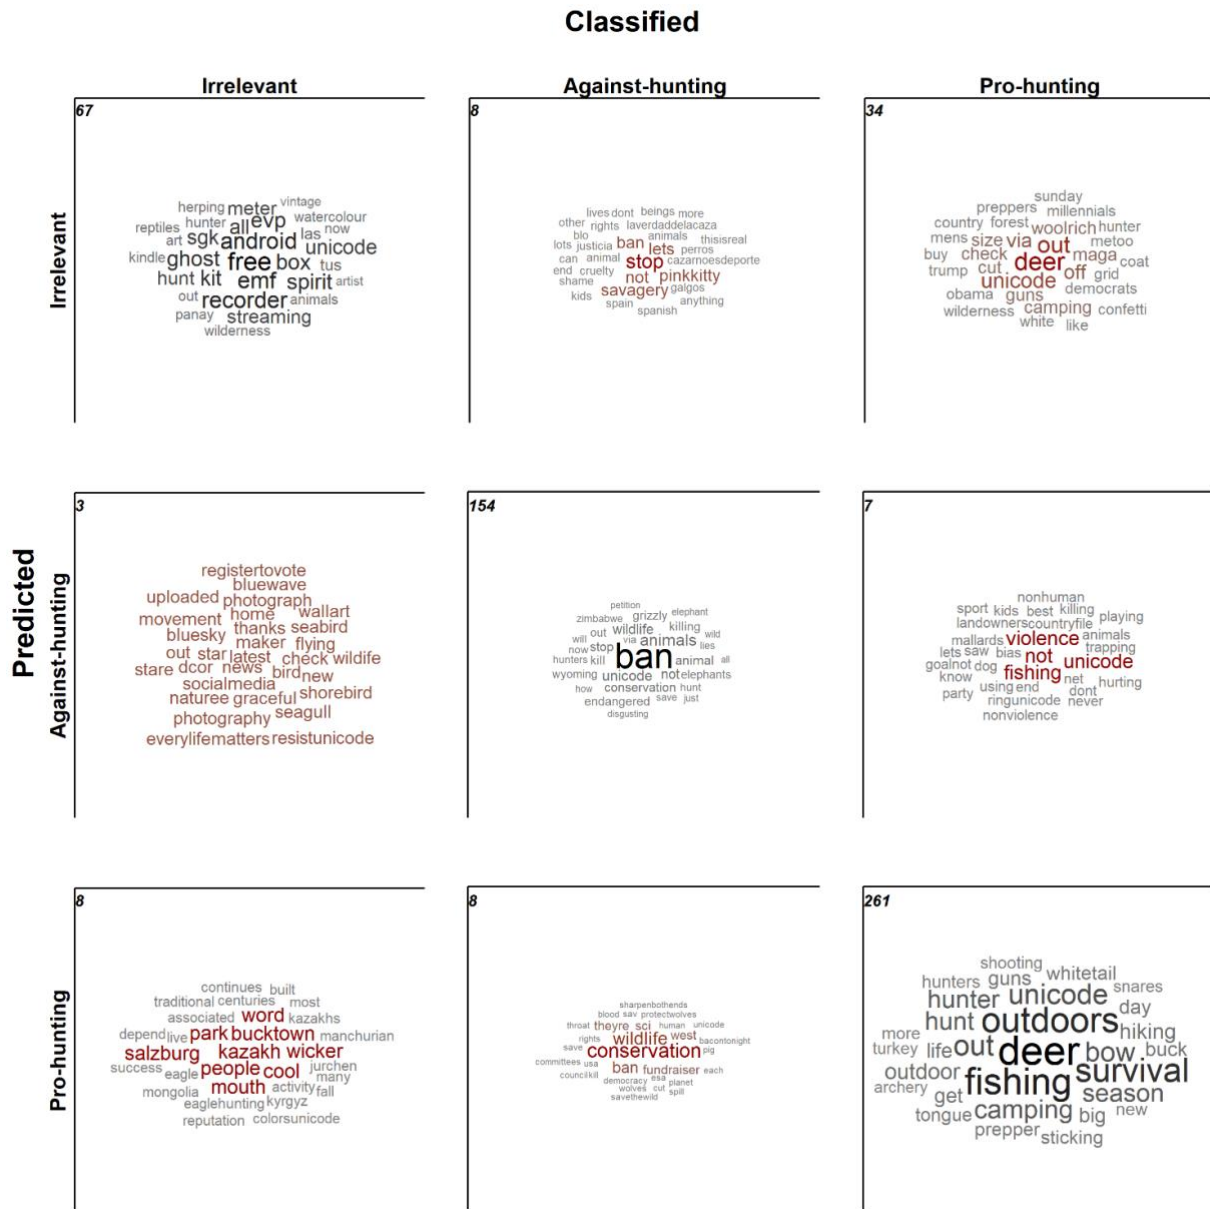 Classified
Irrelevant
Against-hunting
Pro-hunting
Predicted
Irrelevant
67
herping meter vintage
reptiles hunter all evp watercolour
art sgk android las now
unicode
kindle ghost free box tus
hunt kit emf spirit artist
out recorder animals
panay streaming
wilderness
8
lives dont beings more
other rights laverddadelacaza
blo animals
lots justicia ban lets perros thisisreal
can animal stop cazarnoesdeporte
end cruelty not pinkkitty
shame savagery galgos
kids spain anything
spanish
34
sunday
preppers millennials
country forest woolrich hunter
mens size via out metoo
buy check deer maga coat
trump cut unicode off grid
obama guns democrats
wilderness camping confetti
white like
Against-hunting
3
registertovote
bluewave
uploaded photograph
movement home wallart
bluesky thanks seabird
maker flying
out star latest check wildife
stare dcor news bird new
socialmedia shorebird
naturee graceful
photography seagull
everylifematters resistunicode
154
petition
zimbabwe grizzly elephant
will out wildlife killing wild
now stop via animals lies
hunters kill ban animal all
wyoming unicode not elephants
how conservation hunt
endangered save just
disgusting
7
nonhuman
sport kids best killing playing
landowners countryfile
mallards violence animals
lets saw bias not trapping
goalnot dog fishing unicode
know net hurting
party using end dont
ringunicode never
nonviolence
Pro-hunting
8
continues built
traditional centuries most
associated word kazakhs
depend live park bucktown manchurian
salzburg kazakh wicker
success eagle people cool jurchen
many
mongolia mouth activity fall
eaglehunting kyrgyz
reputation colorsunicode
8
sharpenbothends
blood sav protectwolves
throat theyre sci human unicode
rights wildlife west bacontonight
save conservation pig
committees usa ban fundraiser each
councilkill democracy esa planet
wolves cut spill
savethewild
261
shooting
hunters guns whitetail
hunter unicode snares
hunt outdoors day
more hiking
turkey life out deer bow buck
outdoor fishing survival
archery get season
tongue camping big new
prepper sticking